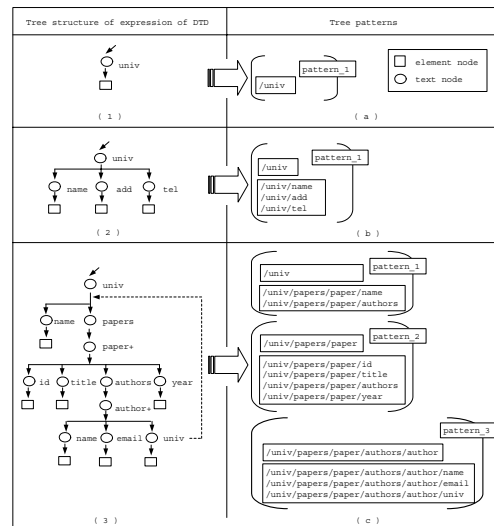 Tree structure of expression of DTD
Tree patterns
univ
( 1 )
pattern_1
/univ
( a )
element node
text node
univ
name add tel
( 2 )
pattern_1
/univ
/univ/name
/univ/add
/univ/tel
( b )
univ
name papers
paper+
id title authors year
author+
name email univ
( 3 )
pattern_1
/univ
/univ/papers/paper/name
/univ/papers/paper/authors
pattern_2
/univ/papers/paper
/univ/papers/paper/id
/univ/papers/paper/title
/univ/papers/paper/authors
/univ/papers/paper/year
pattern_3
/univ/papers/paper/authors/author
/univ/papers/paper/authors/author/name
/univ/papers/paper/authors/author/email
/univ/papers/paper/authors/author/univ
( c )